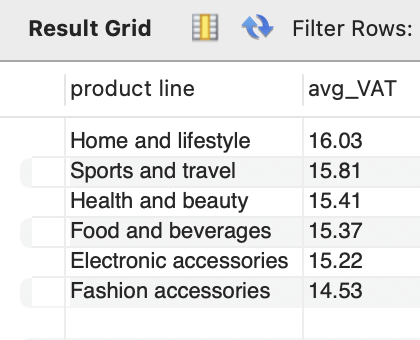 Result Grid Filter Rows:
product line avg_VAT
Home and lifestyle 16.03
Sports and travel 15.81
Health and beauty 15.41
Food and beverages 15.37
Electronic accessories 15.22
Fashion accessories 14.53